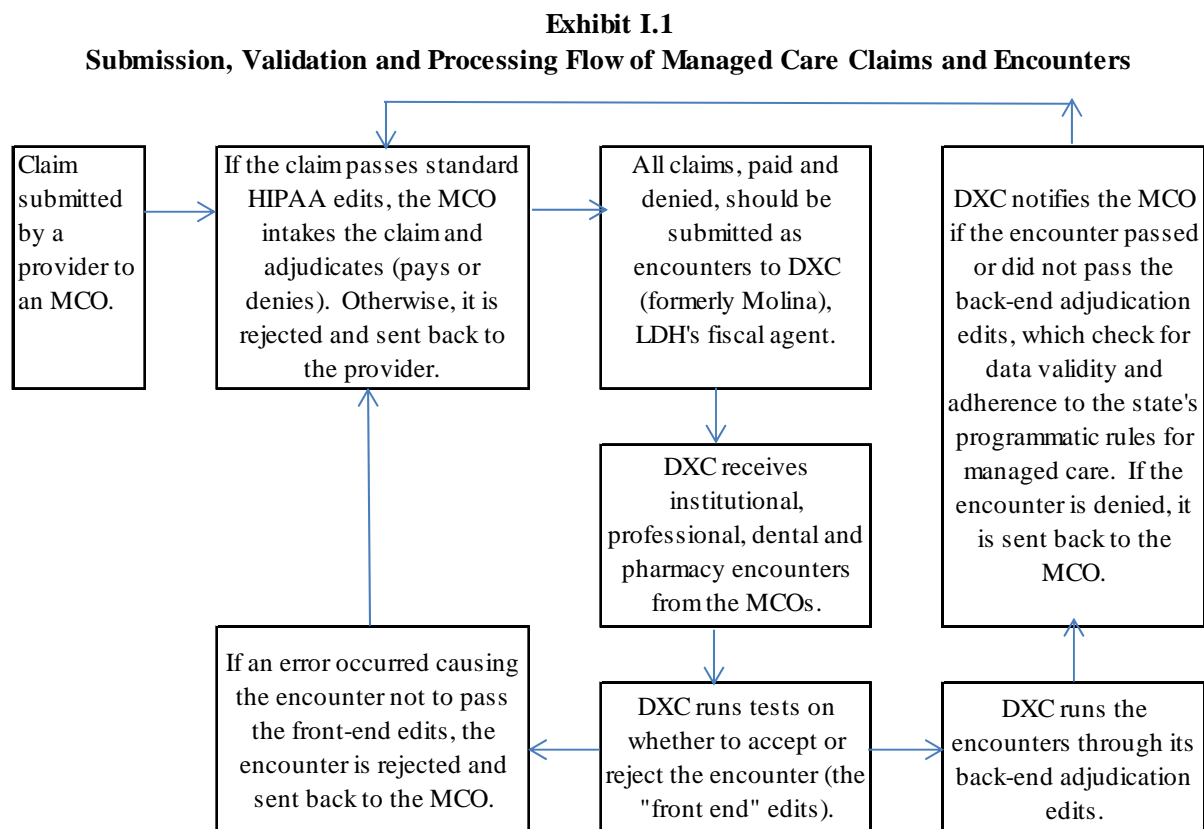 Exhibit I.1
Submission, Validation and Processing Flow of Managed Care Claims and Encounters
Claim
submitted
by a
provider to
an MCO.
If the claim passes standard
HIPAA edits, the MCO
intakes the claim and
adjudicates (pays or
denies).  Otherwise, it is
rejected and sent back to
the provider.
All claims, paid and
denied, should be
submitted as
encounters to DXC
(formerly Molina),
LDH's fiscal agent.
DXC notifies the MCO
if the encounter passed
or did not pass the
back-end adjudication
edits, which check for
data validity and
adherence to the state's
programmatic rules for
managed care.  If the
encounter is denied, it
is sent back to the
MCO.
DXC receives
institutional,
professional, dental and
pharmacy encounters
from the MCOs.
If an error occurred causing
the encounter not to pass
the front-end edits, the
encounter is rejected and
sent back to the MCO.
DXC runs tests on
whether to accept or
reject the encounter (the
"front end" edits).
DXC runs the
encounters through its
back-end adjudication
edits.